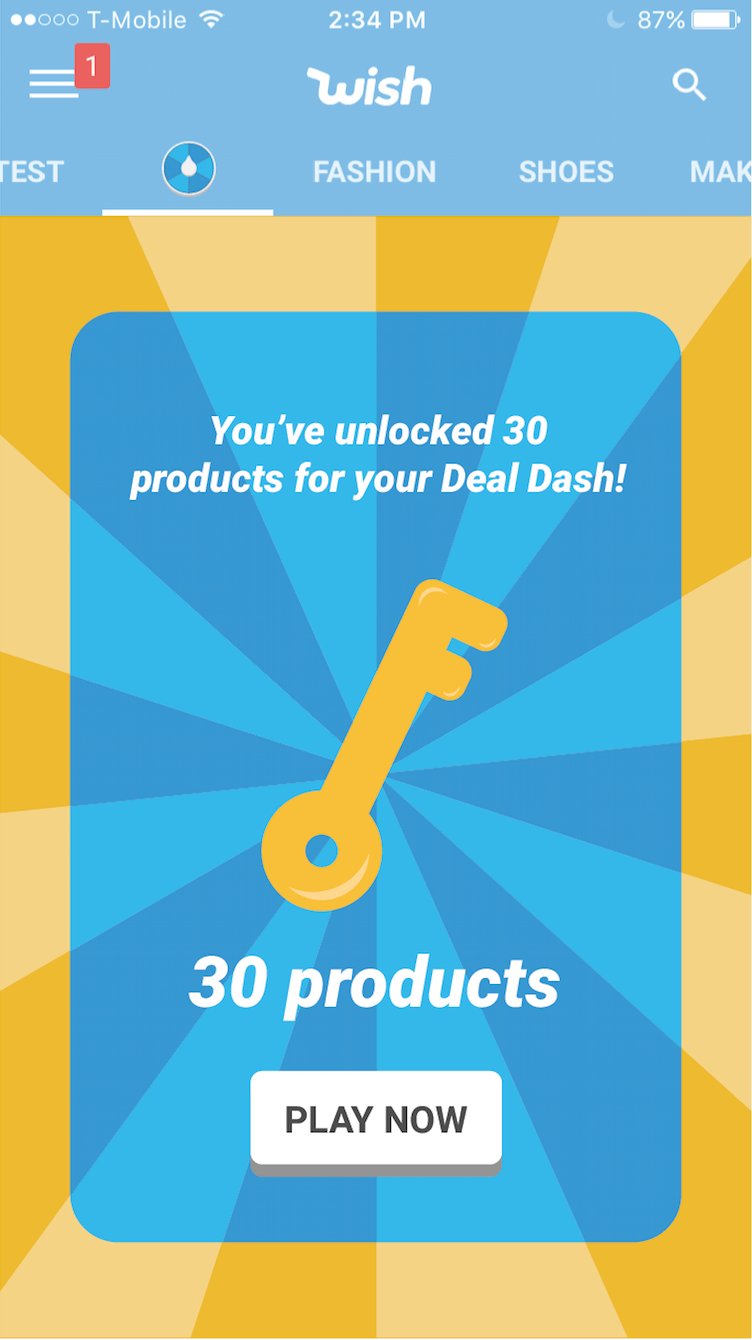 T-Mobile 2:34 PM 87%
1
wish
TEST FASHION SHOES MAK
You’ve unlocked 30
products for your Deal Dash!
30 products
PLAY NOW